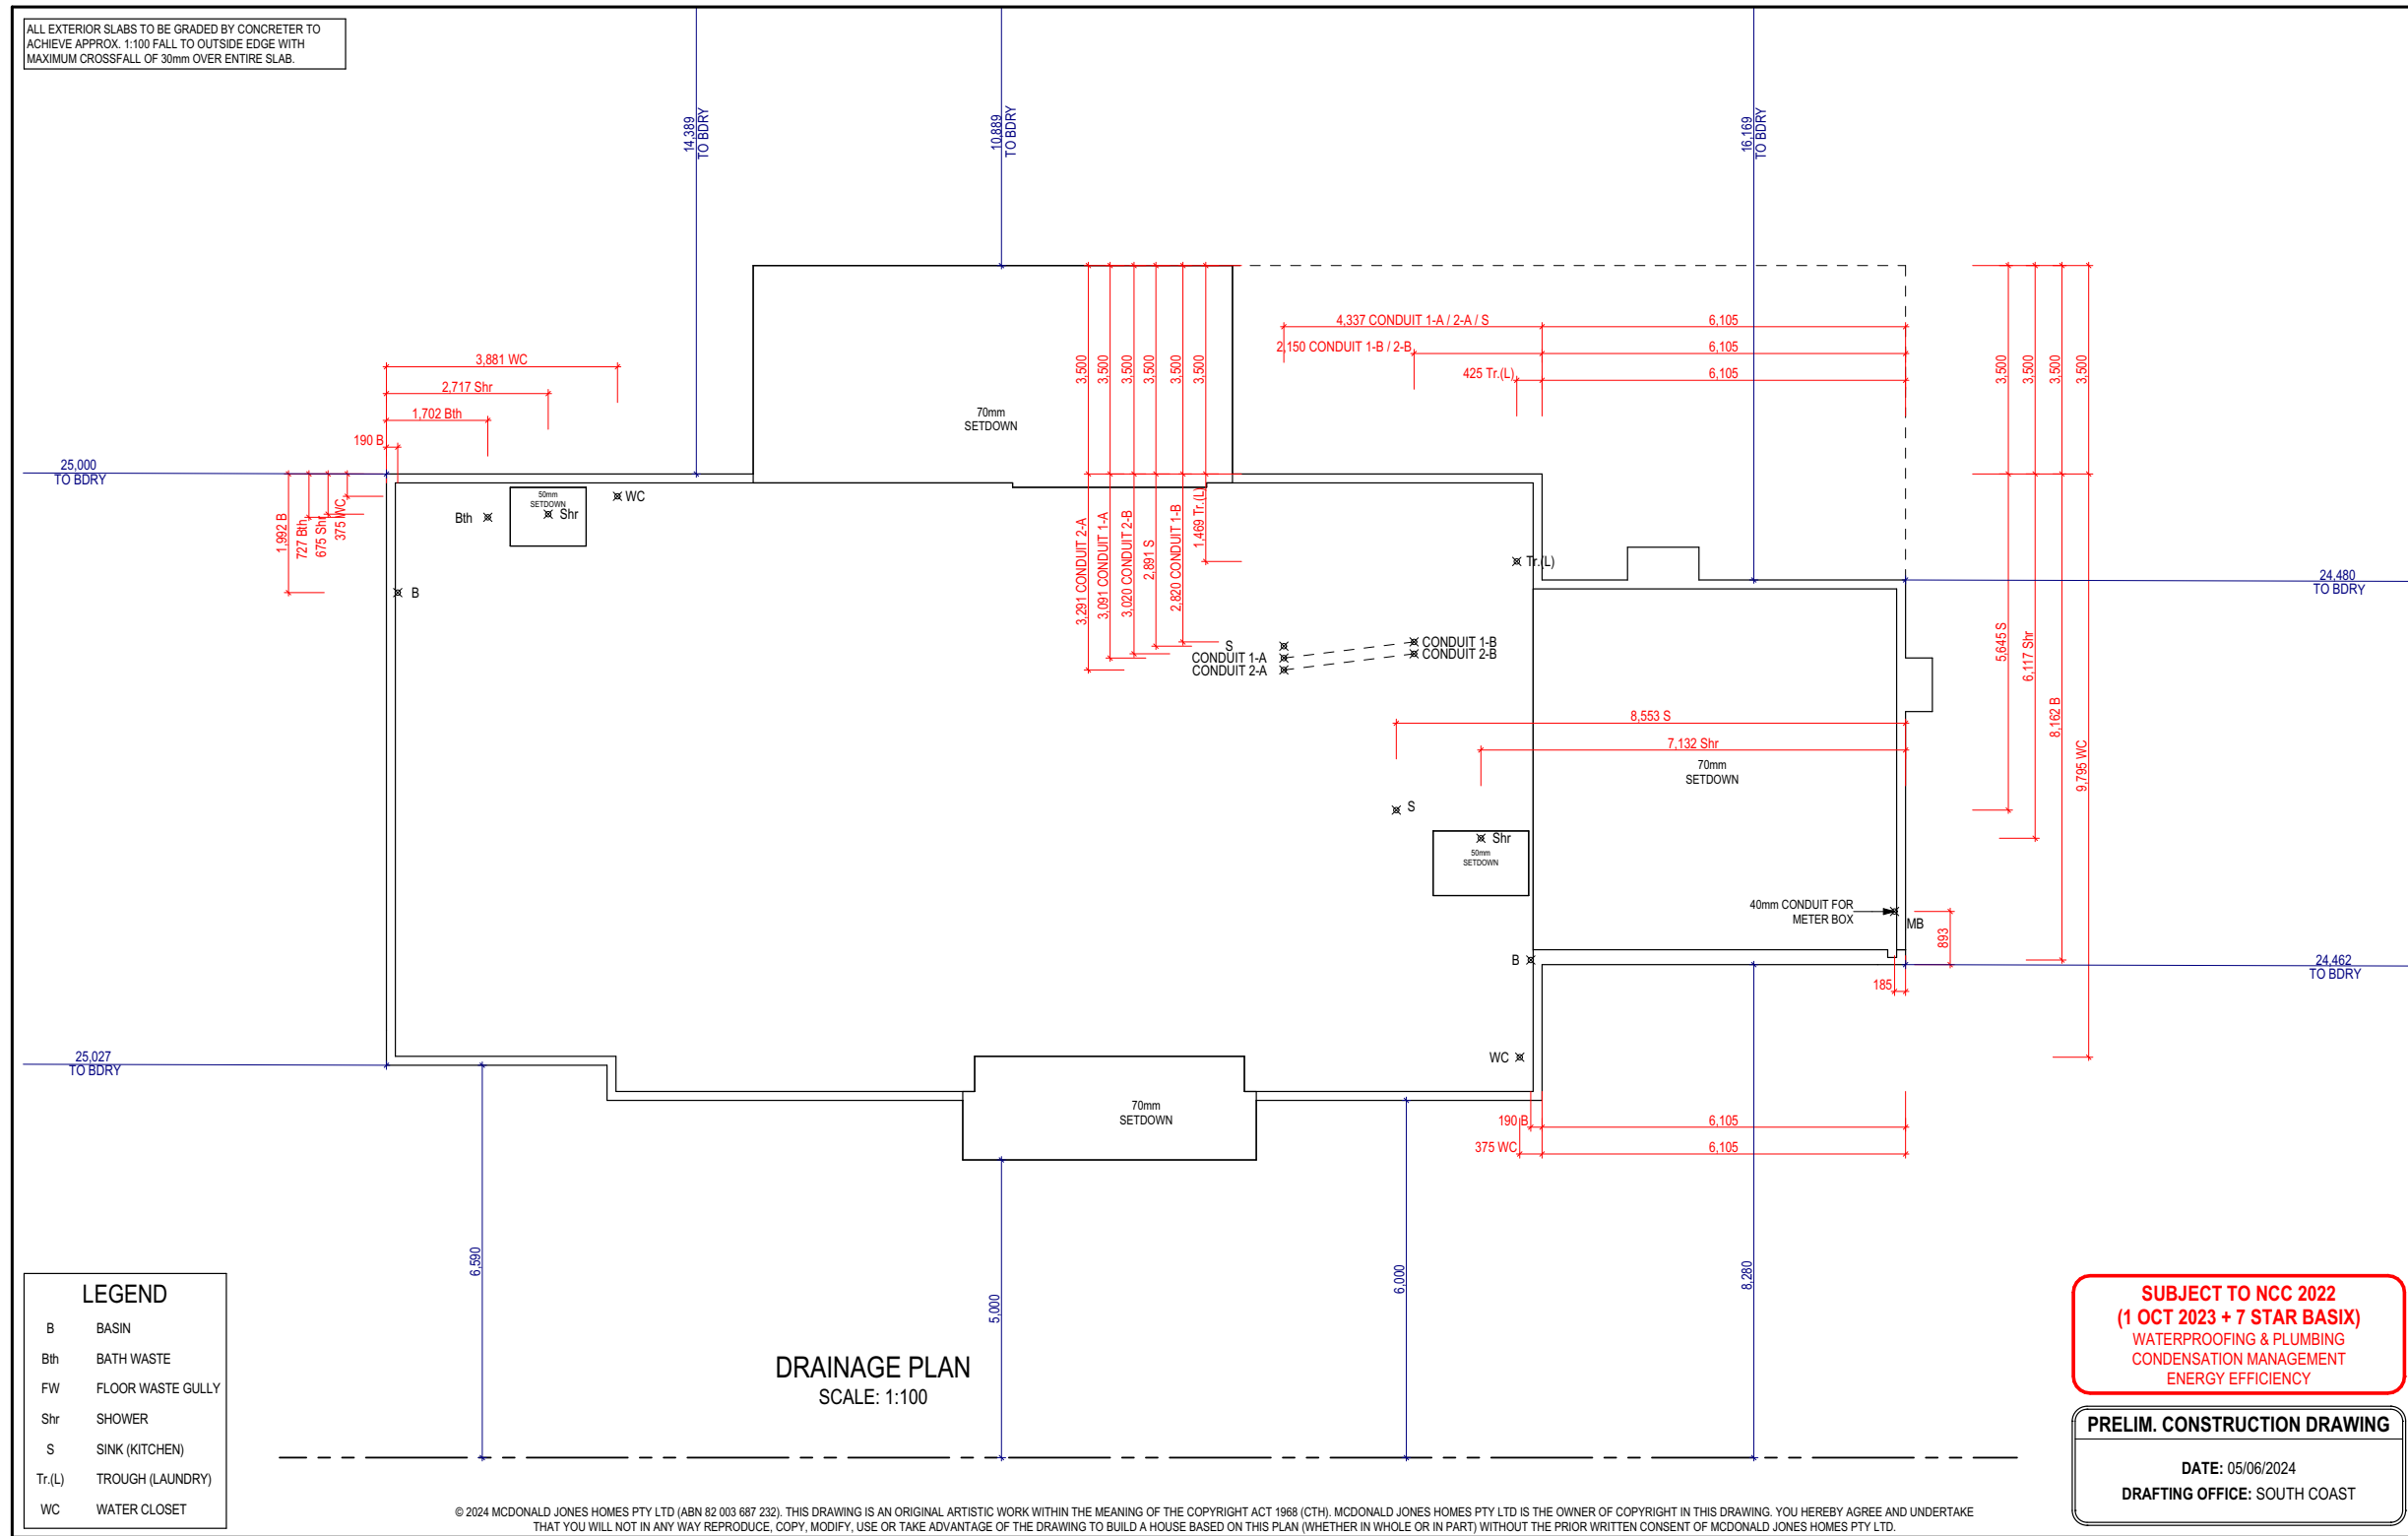 ALL EXTERIOR SLABS TO BE GRADED BY CONCRETER TO
ACHIEVE APPROX. 1:100 FALL TO OUTSIDE EDGE WITH
MAXIMUM CROSSFALL OF 30mm OVER ENTIRE SLAB.
14,389
TO BDRY
10,889
TO BDRY
16,169
TO BDRY
4,337 CONDUIT 1-A / 2-A / S
6,105
2,150 CONDUIT 1-B / 2-B
6,105
425 Tr.(L)
6,105
3,881 WC
2,717 Shr
1,702 Bth
190 B
3,500
3,500
3,500
3,500
3,500
3,500
3,500
3,500
3,500
3,500
70mm
SETDOWN
25,000
TO BDRY
1,992 B
727 Bth
675 Shr
375 WC
50mm
SETDOWN
WC
Bth
Shr
B
3,291 CONDUIT 2-A
3,091 CONDUIT 1-A
3,020 CONDUIT 2-B
2,891 S
2,820 CONDUIT 1-B
1,469 Tr.(L)
Tr.(L)
24,480
TO BDRY
S
CONDUIT 1-A
CONDUIT 2-A
CONDUIT 1-B
CONDUIT 2-B
5,645 S
6,117 Shr
8,162 B
9,795 WC
8,553 S
7,132 Shr
70mm
SETDOWN
S
Shr
50mm
SETDOWN
40mm CONDUIT FOR
METER BOX
MB
893
B
24,462
TO BDRY
185
25,027
TO BDRY
WC
70mm
SETDOWN
190 B
6,105
375 WC
6,105
6,590
5,000
6,000
8,280
LEGEND
B BASIN
Bth BATH WASTE
FW FLOOR WASTE GULLY
Shr SHOWER
S SINK (KITCHEN)
Tr.(L) TROUGH (LAUNDRY)
WC WATER CLOSET
DRAINAGE PLAN
SCALE: 1:100
SUBJECT TO NCC 2022
(1 OCT 2023 + 7 STAR BASIX)
WATERPROOFING & PLUMBING
CONDENSATION MANAGEMENT
ENERGY EFFICIENCY
PRELIM. CONSTRUCTION DRAWING
DATE: 05/06/2024
DRAFTING OFFICE: SOUTH COAST
© 2024 MCDONALD JONES HOMES PTY LTD (ABN 82 003 687 232). THIS DRAWING IS AN ORIGINAL ARTISTIC WORK WITHIN THE MEANING OF THE COPYRIGHT ACT 1968 (CTH). MCDONALD JONES HOMES PTY LTD IS THE OWNER OF COPYRIGHT IN THIS DRAWING. YOU HEREBY AGREE AND UNDERTAKE
THAT YOU WILL NOT IN ANY WAY REPRODUCE, COPY, MODIFY, USE OR TAKE ADVANTAGE OF THE DRAWING TO BUILD A HOUSE BASED ON THIS PLAN (WHETHER IN WHOLE OR IN PART) WITHOUT THE PRIOR WRITTEN CONSENT OF MCDONALD JONES HOMES PTY LTD.